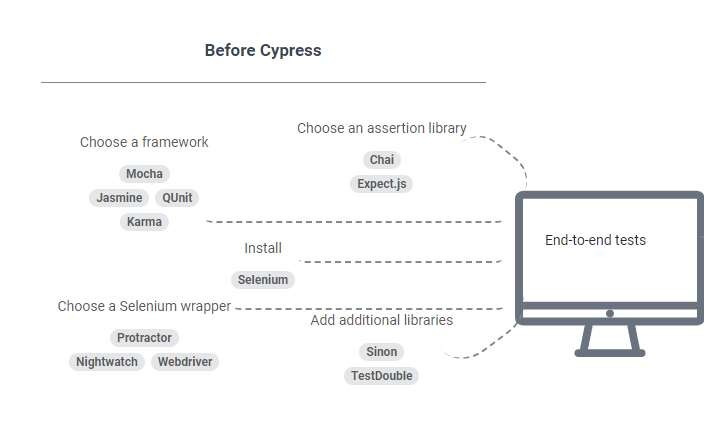 Before Cypress
Choose a framework
Mocha
Jasmine QUnit
Karma
Choose an assertion library
Chai
Expect.js
Install
Selenium
End-to-end tests
Choose a Selenium wrapper
Protractor
Nightwatch Webdriver
Add additional libraries
Sinon
TestDouble